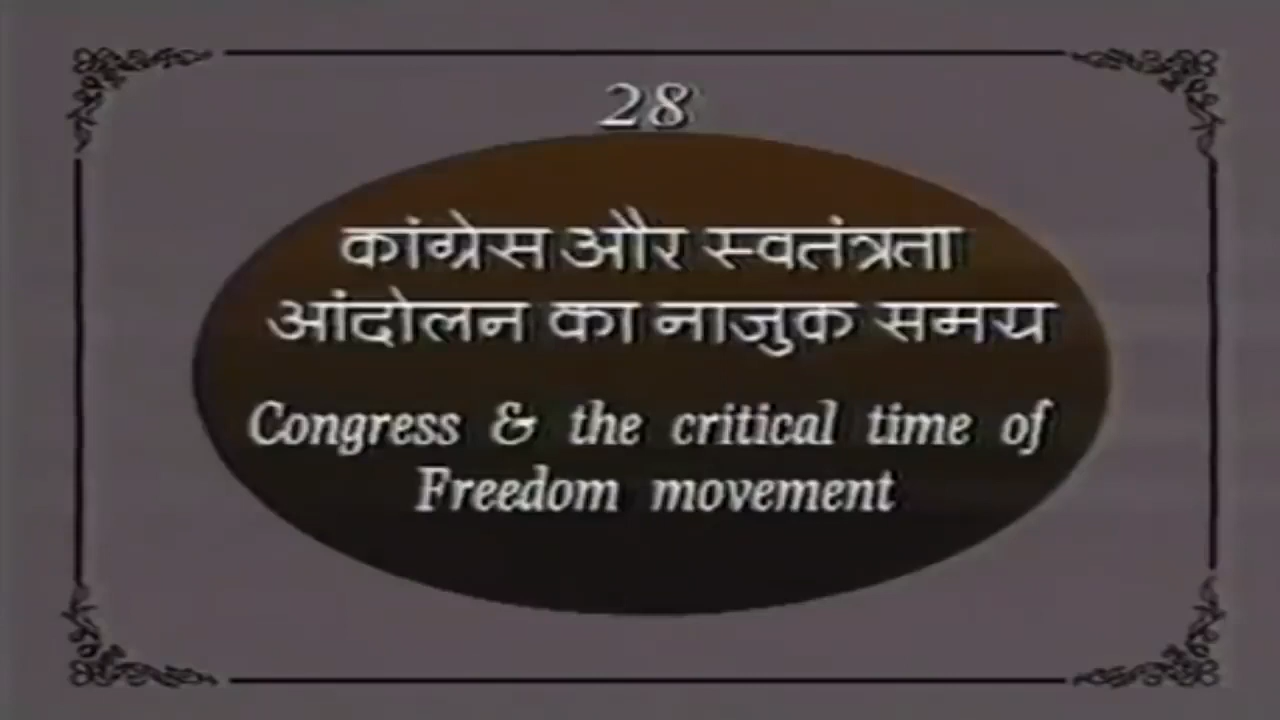 28
कांग्रेस और स्वतंत्रता
आंदोलन का नाजुक समय
Congress & the critical time of
Freedom movement